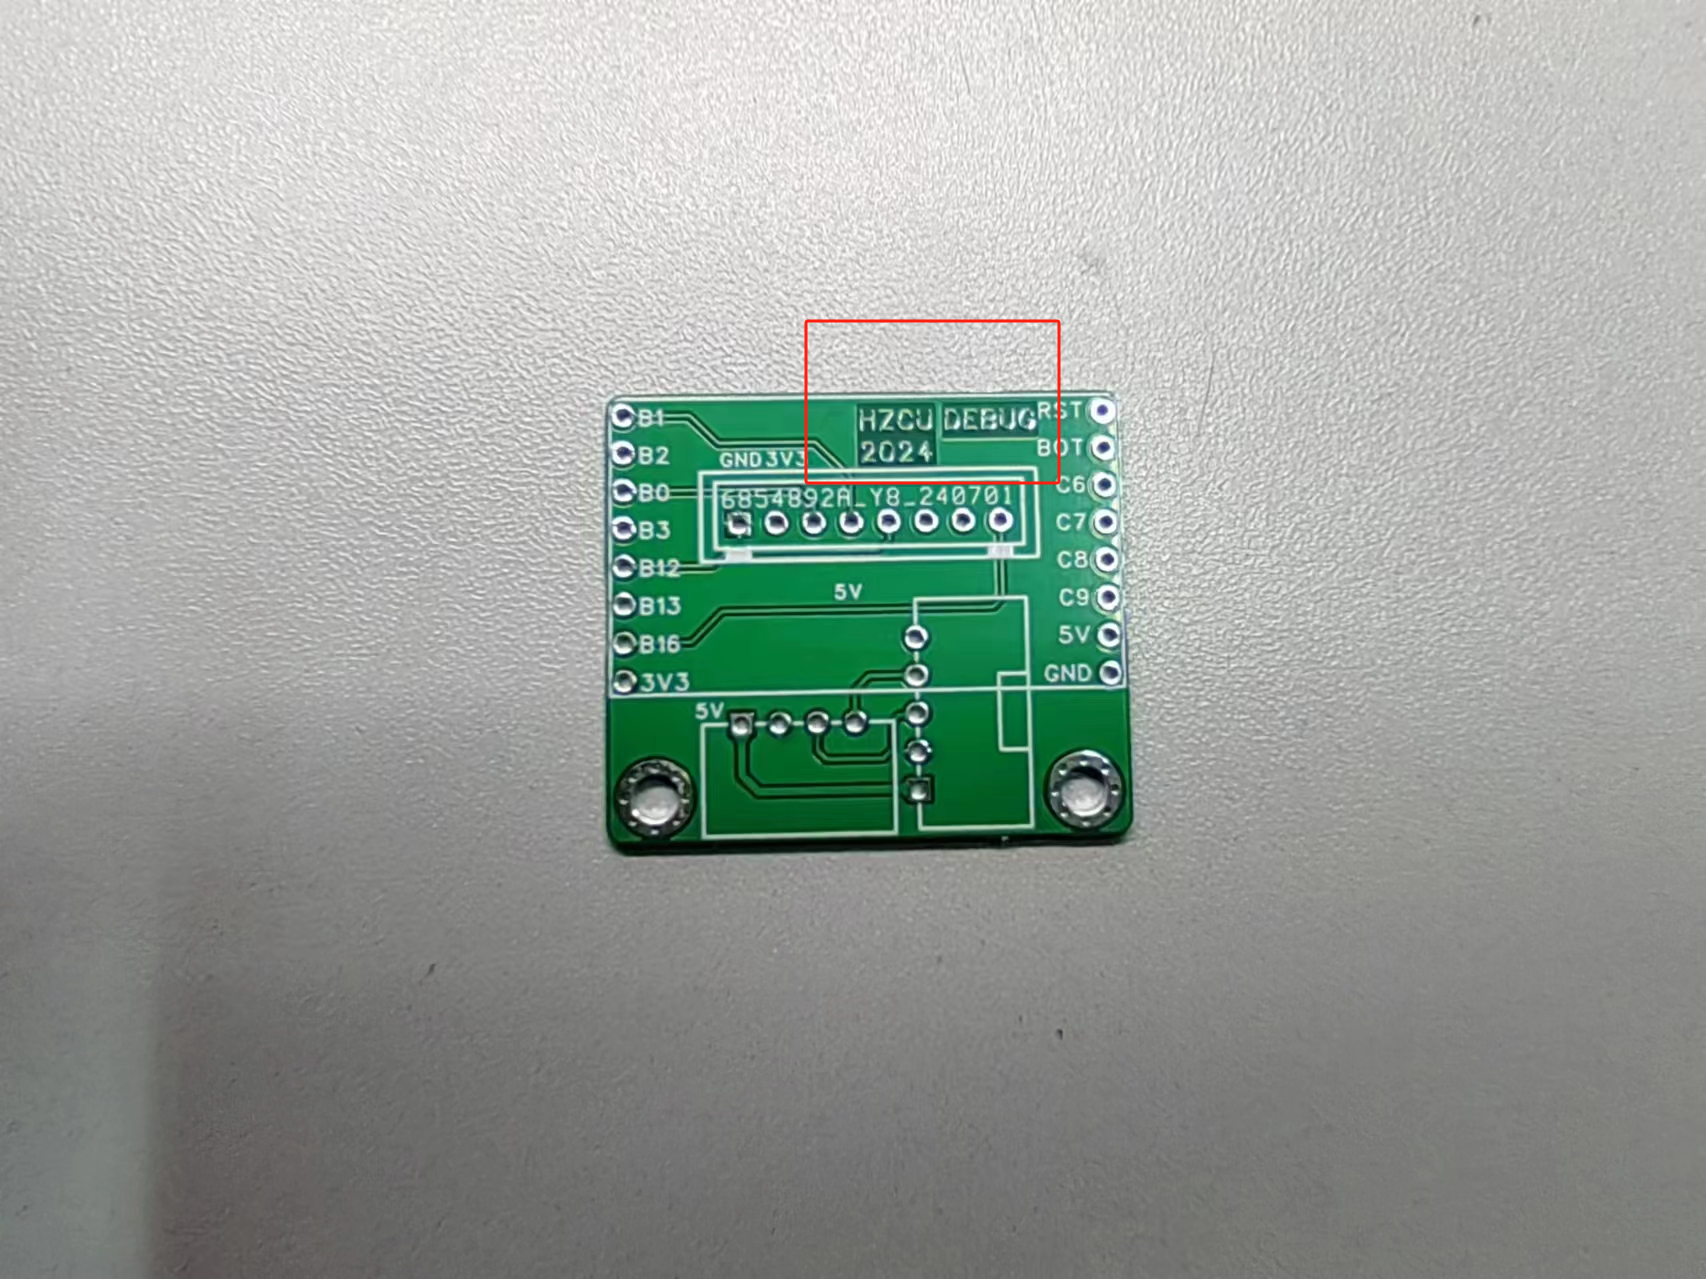 HZCU DEBUG
2024
RST
BOT
C6
C7
C8
C9
5V
GND
B1
B2
B0
B3
B12
B13
B16
3V3
GND 3V3
6854892A_Y8_240701
5V
5V